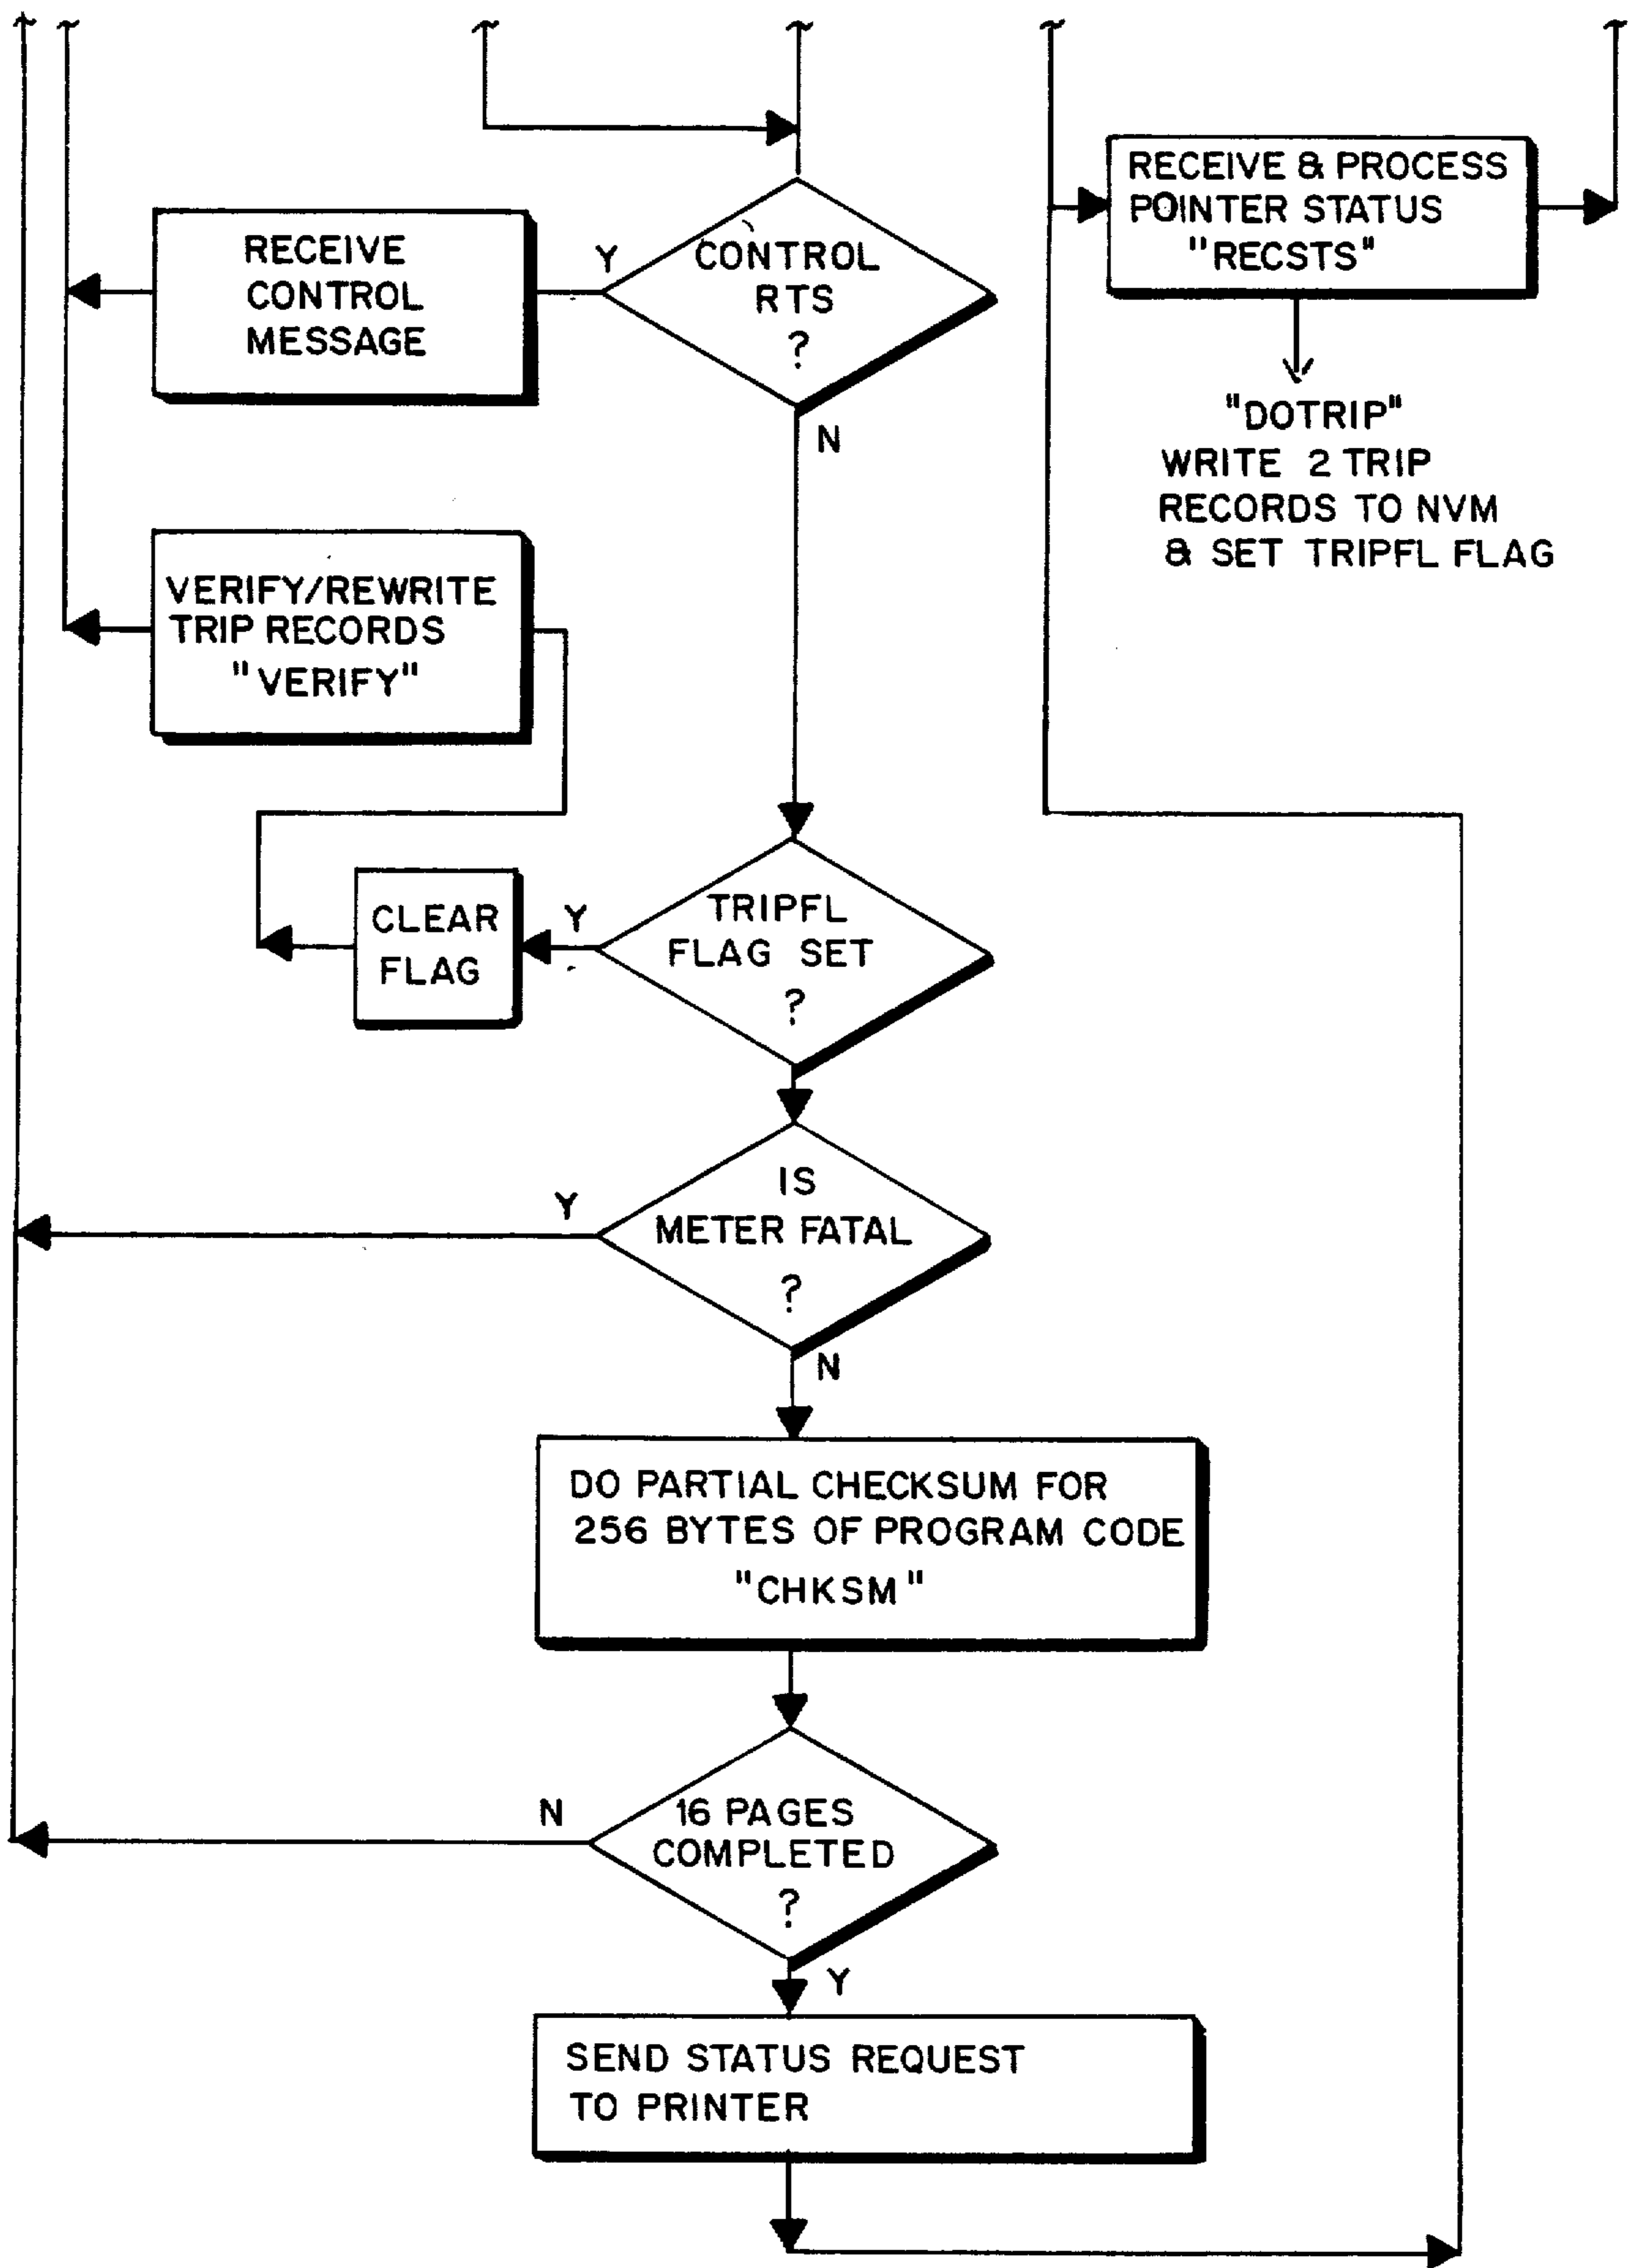 RECEIVE & PROCESS
POINTER STATUS
"RECSTS"
RECEIVE
CONTROL
MESSAGE
Y
CONTROL
RTS
?
N
"DOTRIP"
WRITE 2 TRIP
RECORDS TO NVM
& SET TRIPFL FLAG
VERIFY/REWRITE
TRIP RECORDS
"VERIFY"
CLEAR
FLAG
Y
TRIPFL
FLAG SET
?
Y
IS
METER FATAL
?
N
DO PARTIAL CHECKSUM FOR
256 BYTES OF PROGRAM CODE
"CHKSM"
N
16 PAGES
COMPLETED
?
Y
SEND STATUS REQUEST
TO PRINTER